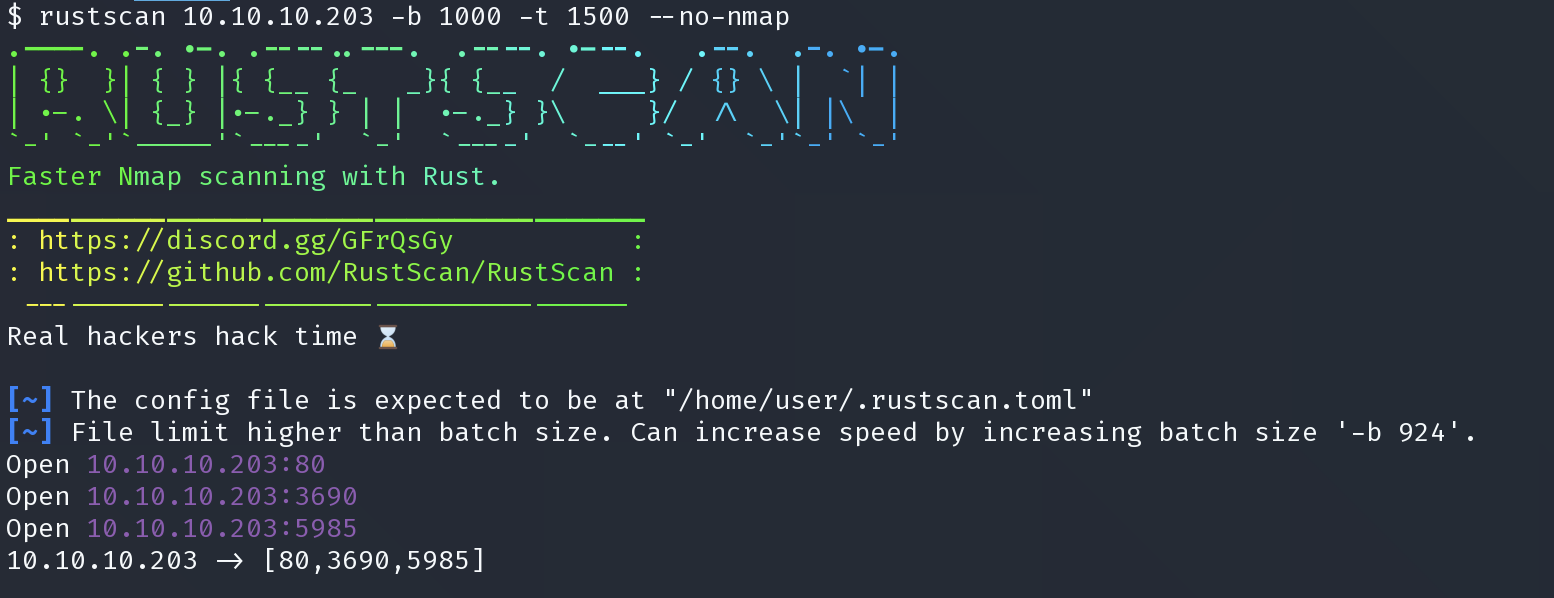 $ rustscan 10.10.10.203 -b 1000 -t 1500 --no-nmap
RUSTSCAN
Faster Nmap scanning with Rust.
: https://discord.gg/GFrQsGy :
: https://github.com/RustScan/RustScan :
Real hackers hack time ⌛
[~] The config file is expected to be at "/home/user/.rustscan.toml"
[~] File limit higher than batch size. Can increase speed by increasing batch size '-b 924'.
Open 10.10.10.203:80
Open 10.10.10.203:3690
Open 10.10.10.203:5985
10.10.10.203 -> [80,3690,5985]